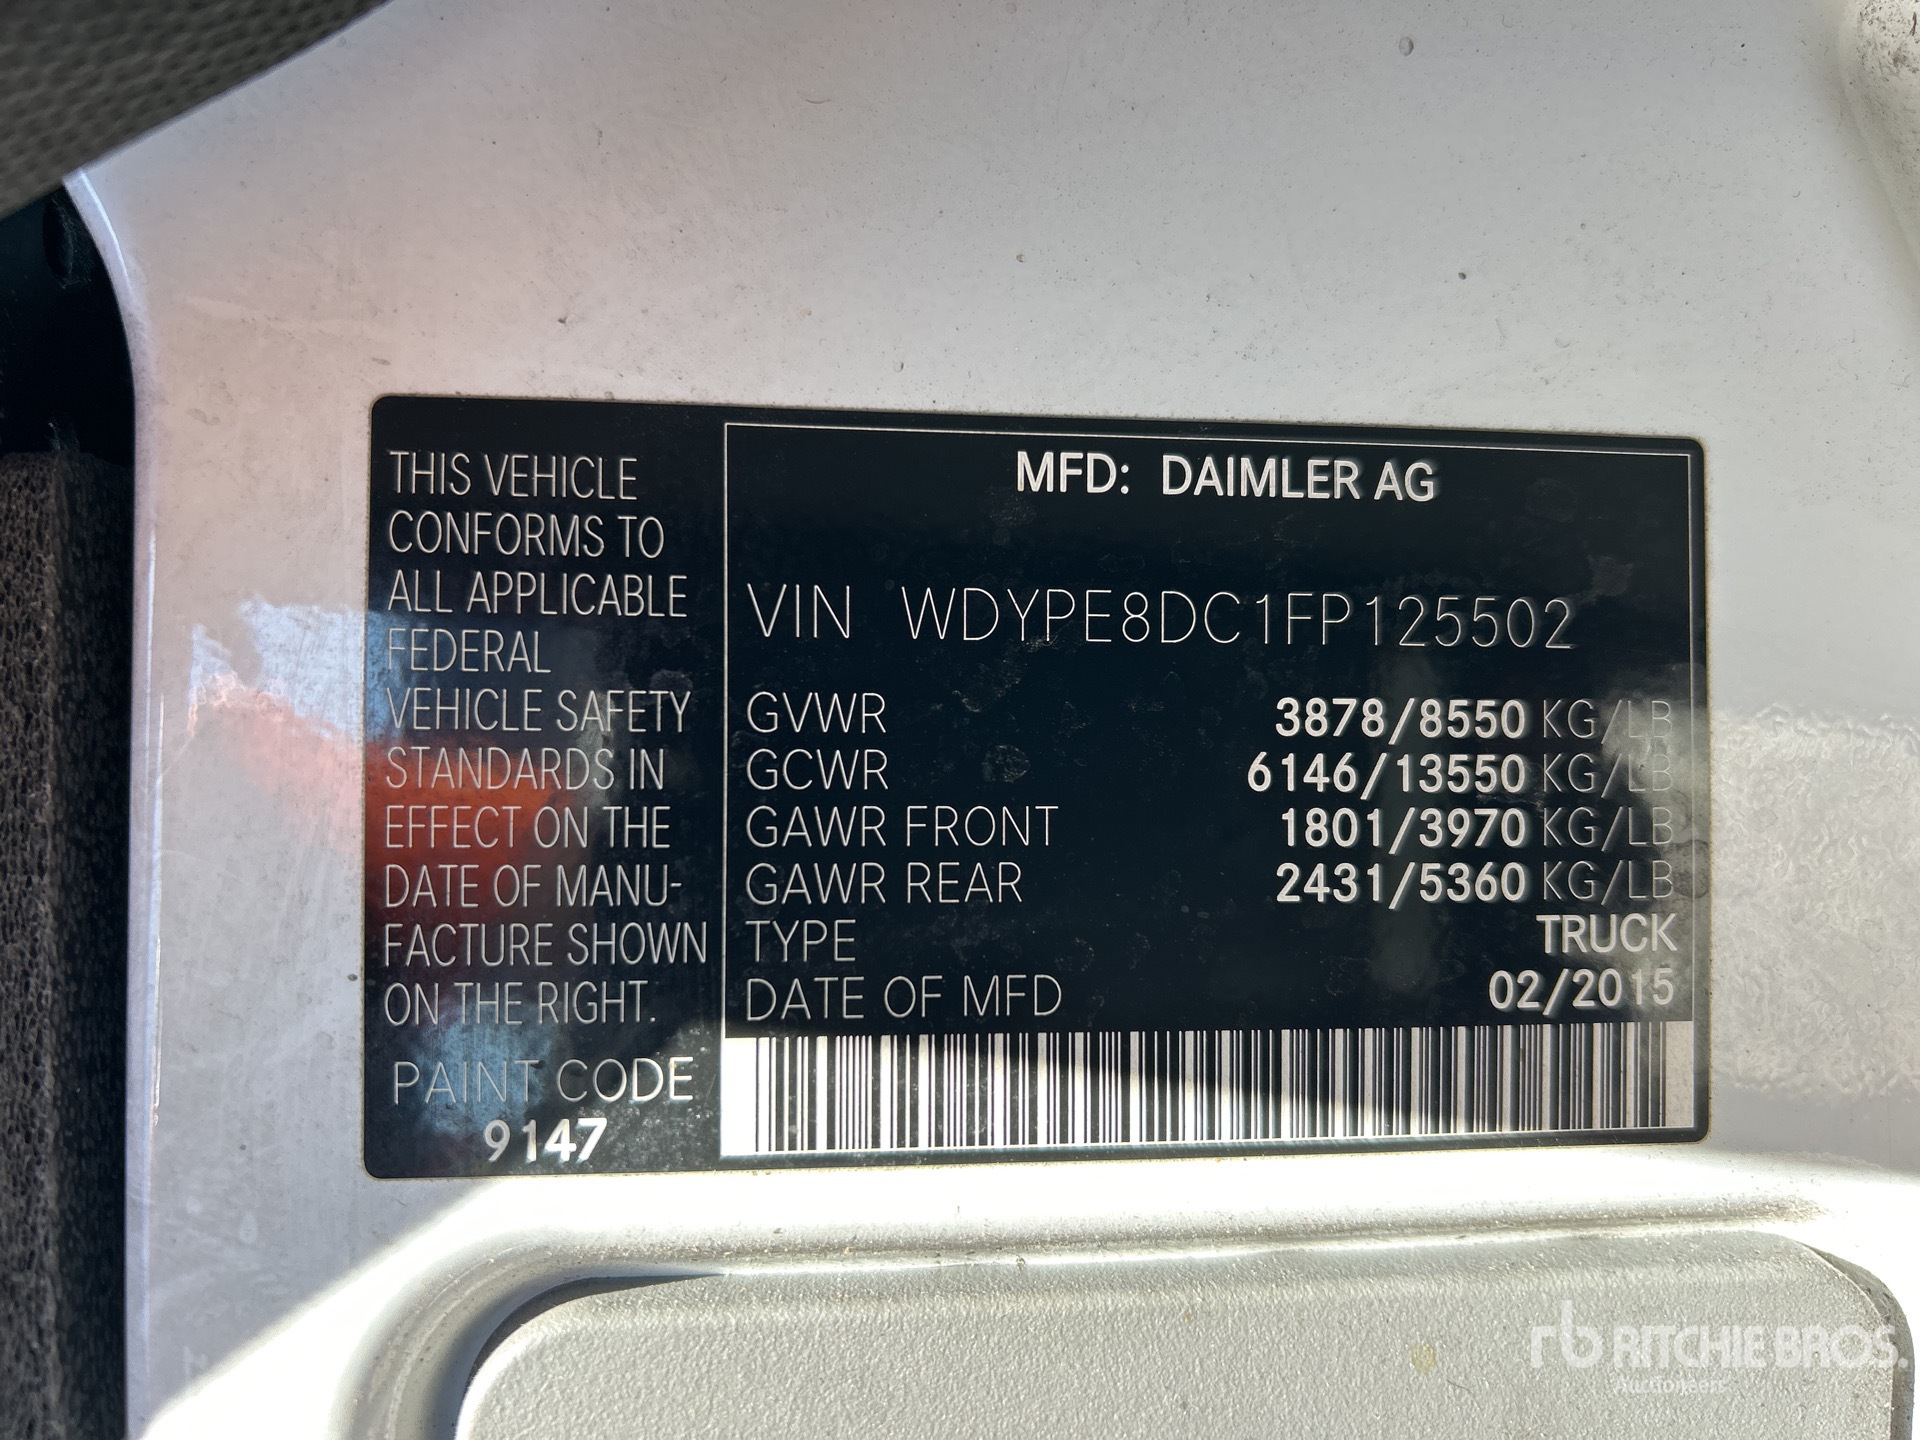 THIS VEHICLE
CONFORMS TO
ALL APPLICABLE
FEDERAL
VEHICLE SAFETY
STANDARDS IN
EFFECT ON THE
DATE OF MANU-
FACTURE SHOWN
ON THE RIGHT.
PAINT CODE
9147
MFD: DAIMLER AG
VIN WDYPE8DC1FP125502
GVWR 3878/8550 KG/LB
GCWR 6146/13550 KG/LB
GAWR FRONT 1801/3970 KG/LB
GAWR REAR 2431/5360 KG/LB
TYPE TRUCK
DATE OF MFD 02/2015
rb RITCHIE BROS.
Auctioneers